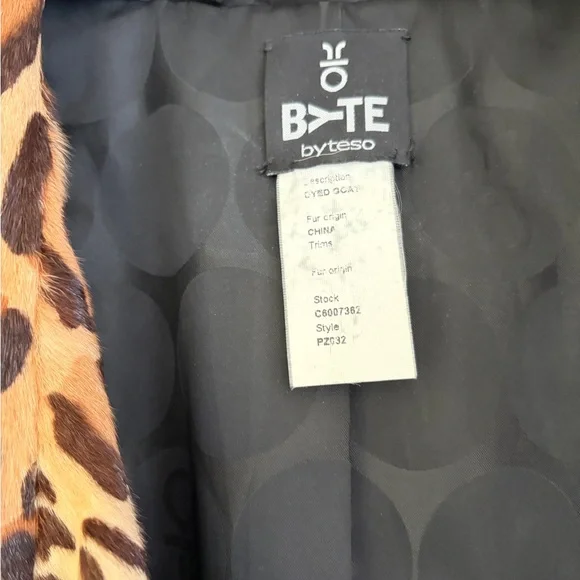 BYTE
byteso
Description
DYED GOAT
Fur origin
CHINA
Trims
Fur origin
Stock
C6007362
Style
PZ032